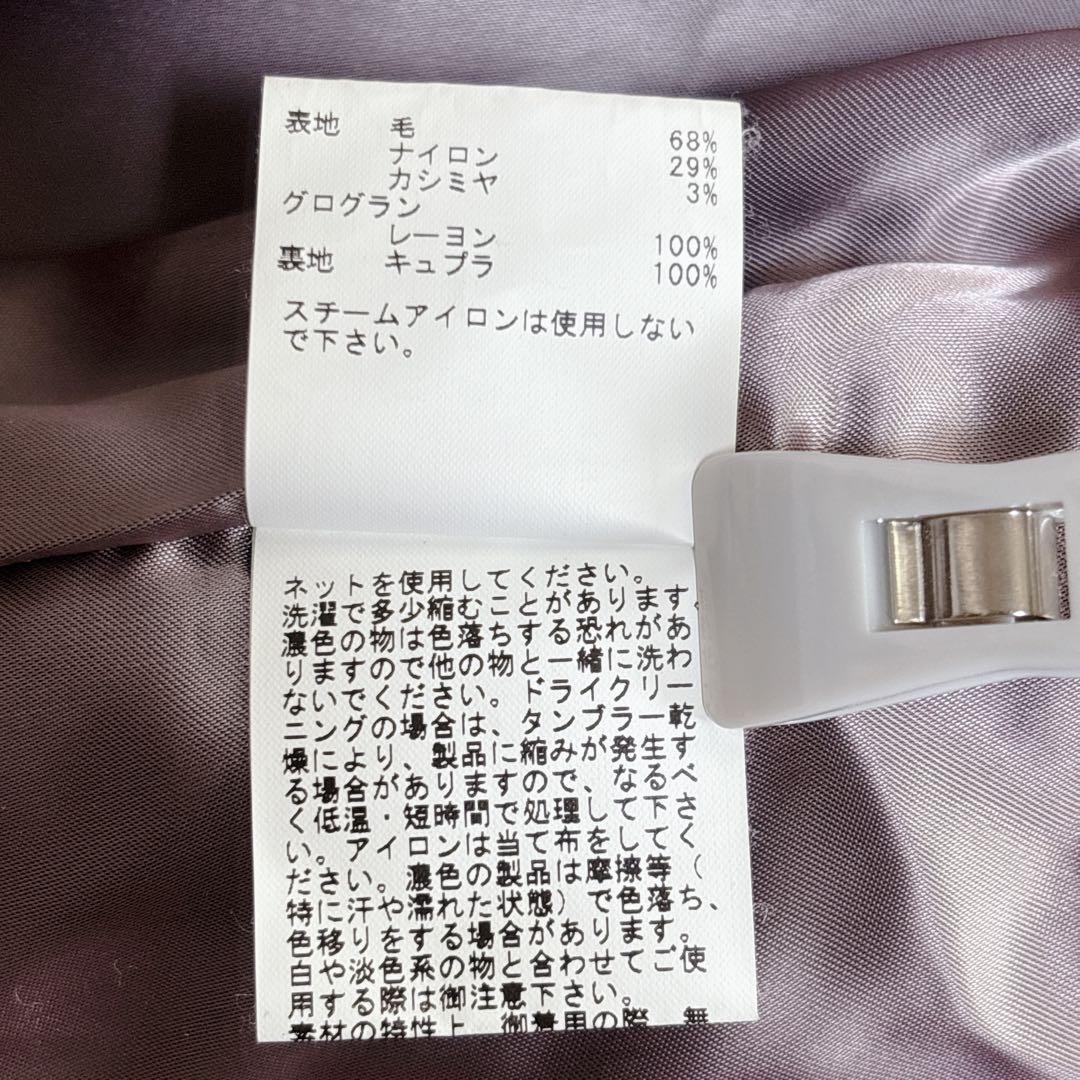 表地 毛 68%
ナイロン 29%
カシミヤ 3%
グログラン
レーヨン 100%
裏地 キュプラ 100%
スチームアイロンは使用しない
で下さい。
ネットを使用してください。
洗濯で多少縮むことがあります。
濃色の物は色落ちする恐れがあ
りますので他の物と一緒に洗わ
ないでください。ドライクリー
ニングの場合は、タンブラー乾
燥により、製品に縮みが発生す
る場合がありますので、なるべ
く低温・短時間で処理して下さ
い。アイロンは当て布をしてく
ださい。濃色の製品は摩擦等（
特に汗や濡れた状態）で色落ち、
色移りをする場合があります。
白や淡色系の物と合わせてご使
用する際は御注意下さい。
素材の特性上、御着用の際、無